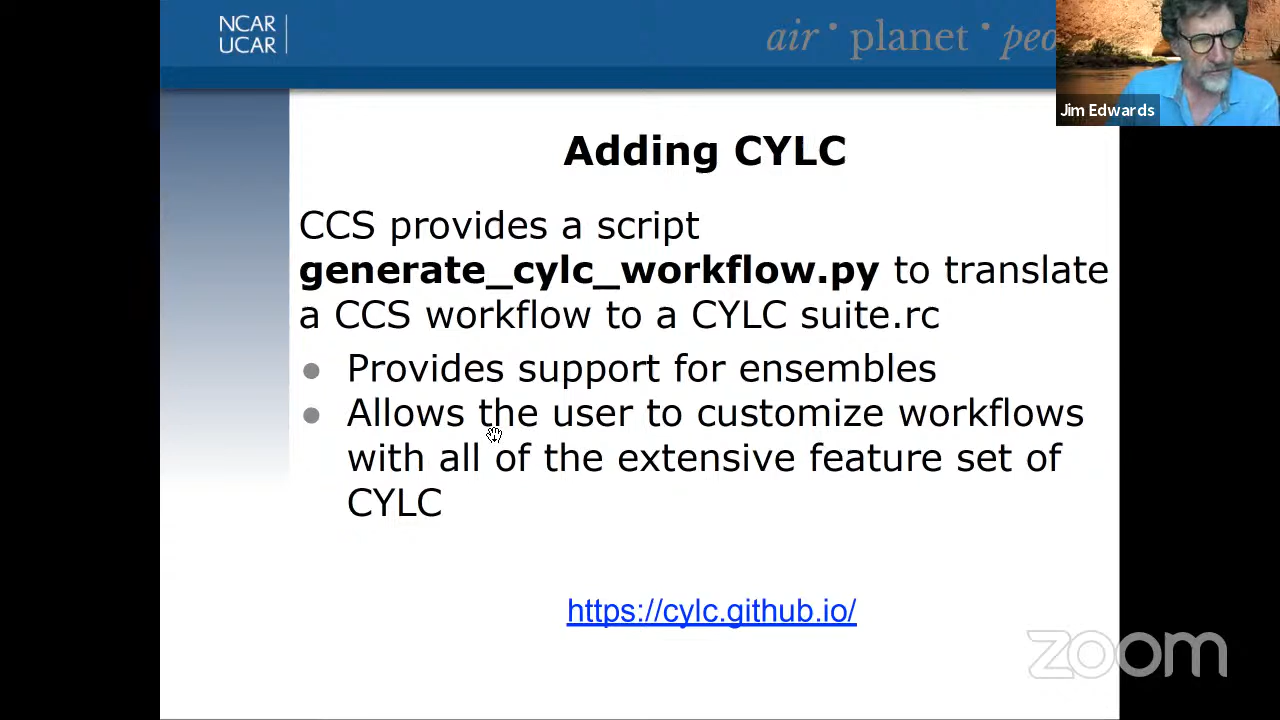 NCAR
UCAR
air • planet • peo
Jim Edwards
Adding CYLC
CCS provides a script
generate_cylc_workflow.py to translate
a CCS workflow to a CYLC suite.rc
● Provides support for ensembles
● Allows the user to customize workflows
with all of the extensive feature set of
CYLC
https://cylc.github.io/
zoom